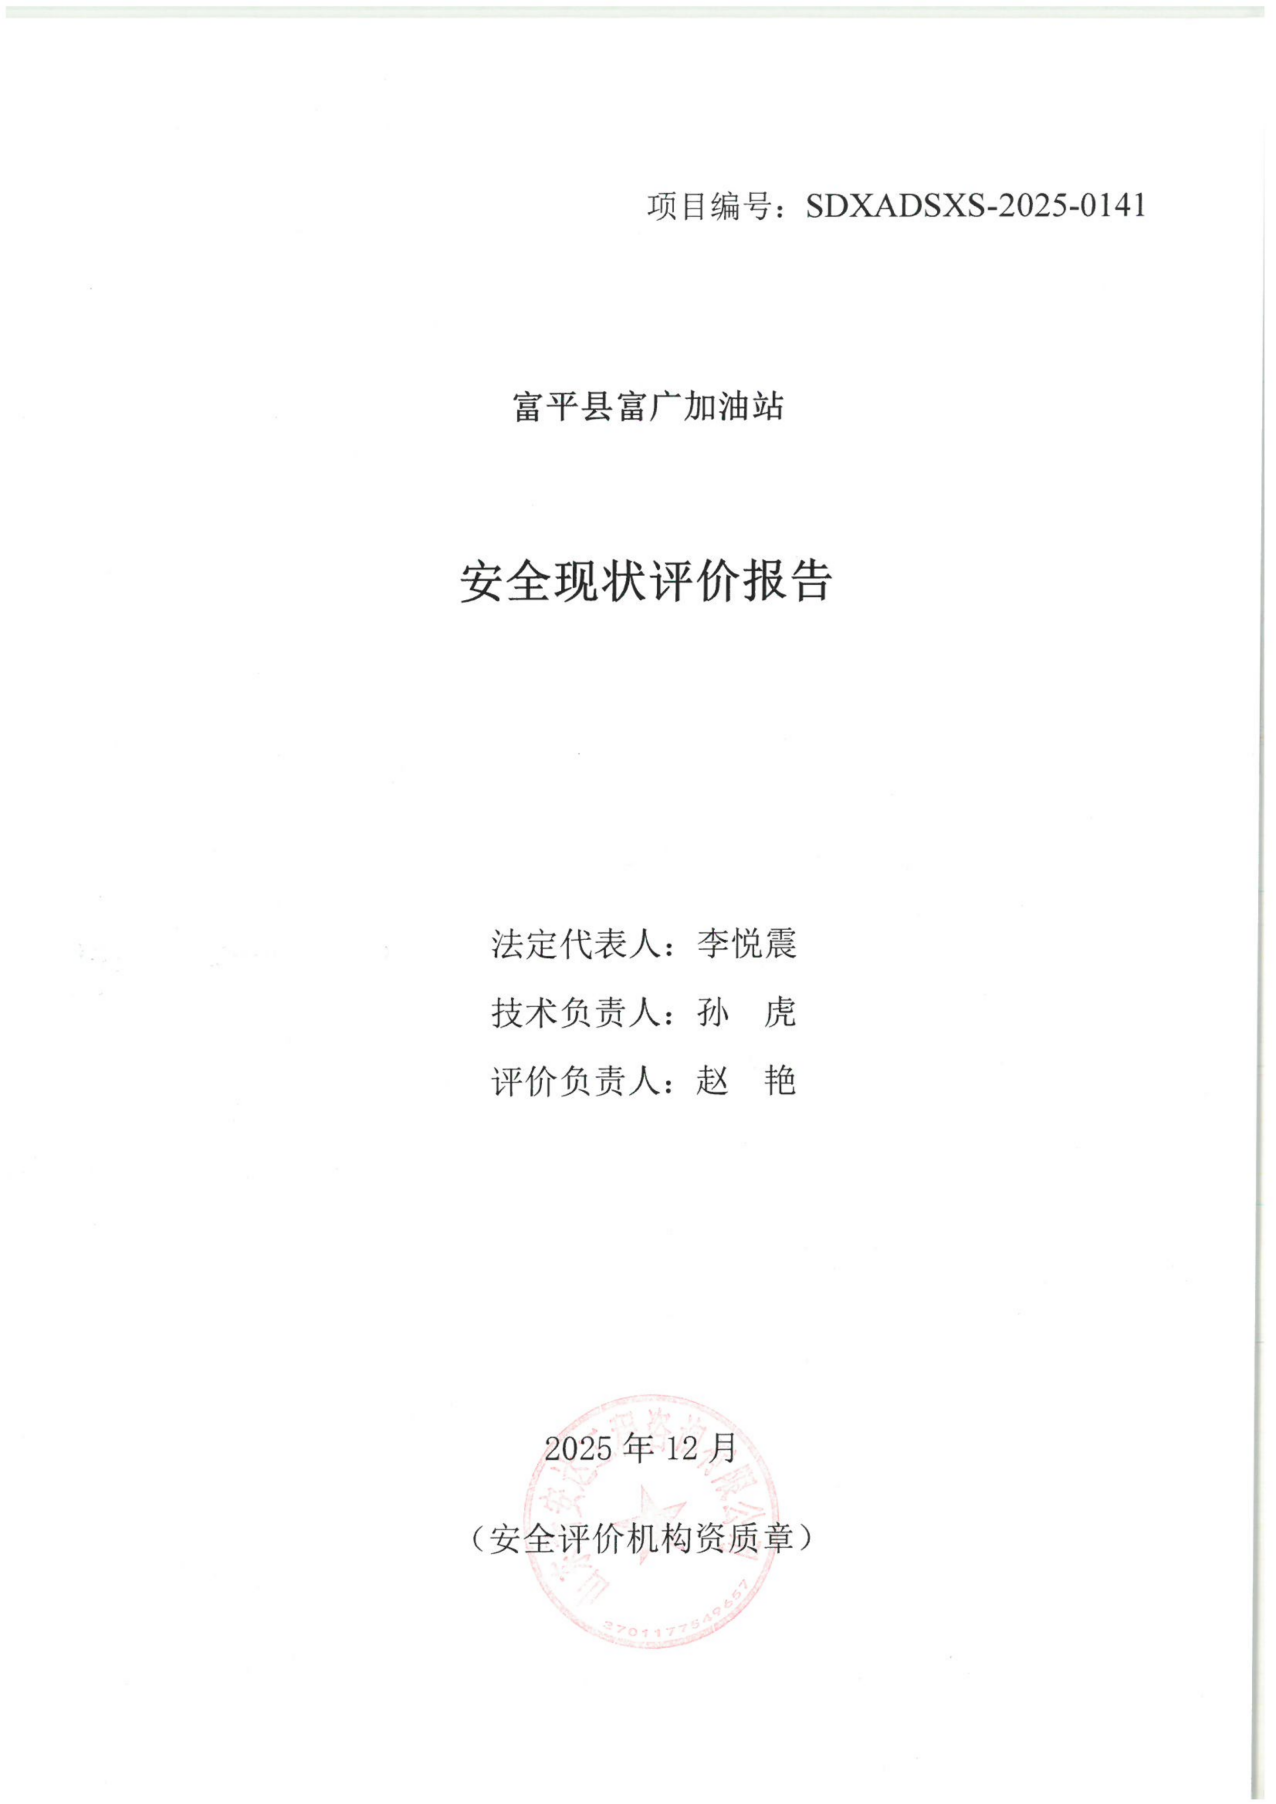 项目编号：SDXADSXS-2025-0141
富平县富广加油站
安全现状评价报告
法定代表人：李悦震
技术负责人：孙　虎
评价负责人：赵　艳
2025 年 12 月
（安全评价机构资质章）
3701177549657